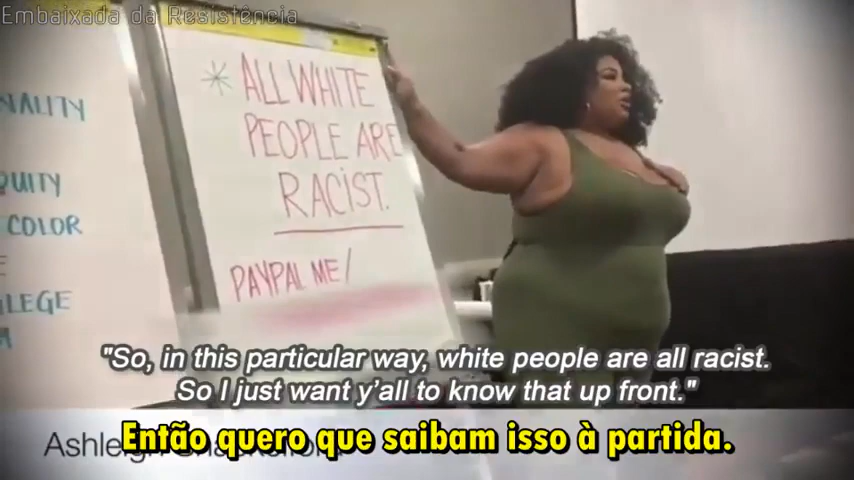 Embaixada da Resistência
NALITY
QUITY
COLOR
LEGE
* ALL WHITE
PEOPLE ARE
RACIST.
PAYPAL ME/
"So, in this particular way, white people are all racist.
So I just want y'all to know that up front."
Então quero que saibam isso à partida.